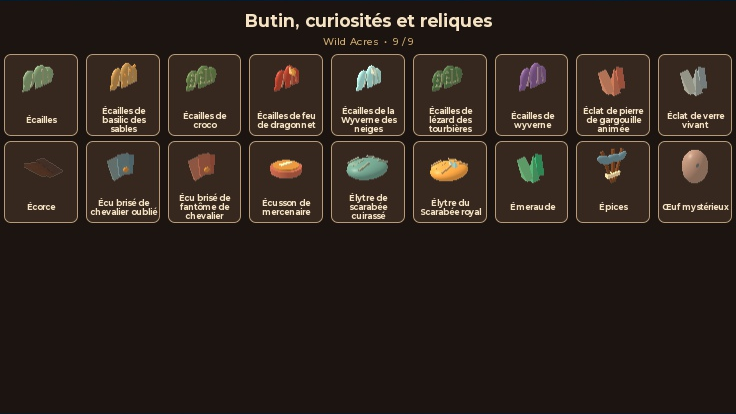 Butin, curiosités et reliques
Wild Acres • 9 / 9
Écailles
Écailles de
basilic des
sables
Écailles de
croco
Écailles de feu
de dragonnet
Écailles de la
Wyverne des
neiges
Écailles de
lézard des
tourbières
Écailles de
wyverne
Éclat de pierre
de gargouille
animée
Éclat de verre
vivant
Écorce
Écu brisé de
chevalier oublié
Écu brisé de
fantôme de
chevalier
Écusson de
mercenaire
Élytre de
scarabée
cuirassé
Élytre du
Scarabée royal
Émeraude
Épices
Œuf mystérieux